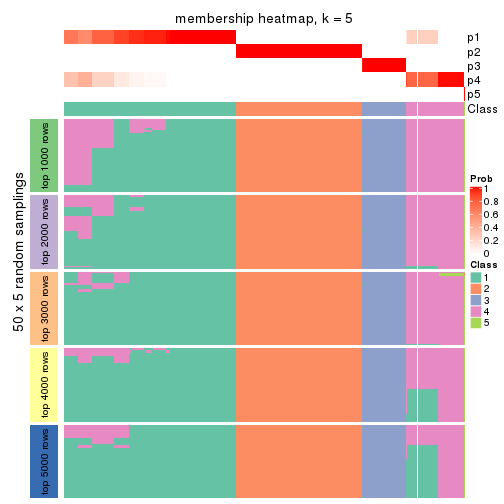 membership heatmap, k = 5
p1
p2
p3
p4
p5
Class
50 x 5 random samplings
top 1000 rows
top 2000 rows
top 3000 rows
top 4000 rows
top 5000 rows
Prob
1
0.8
0.6
0.4
0.2
0
Class
1
2
3
4
5